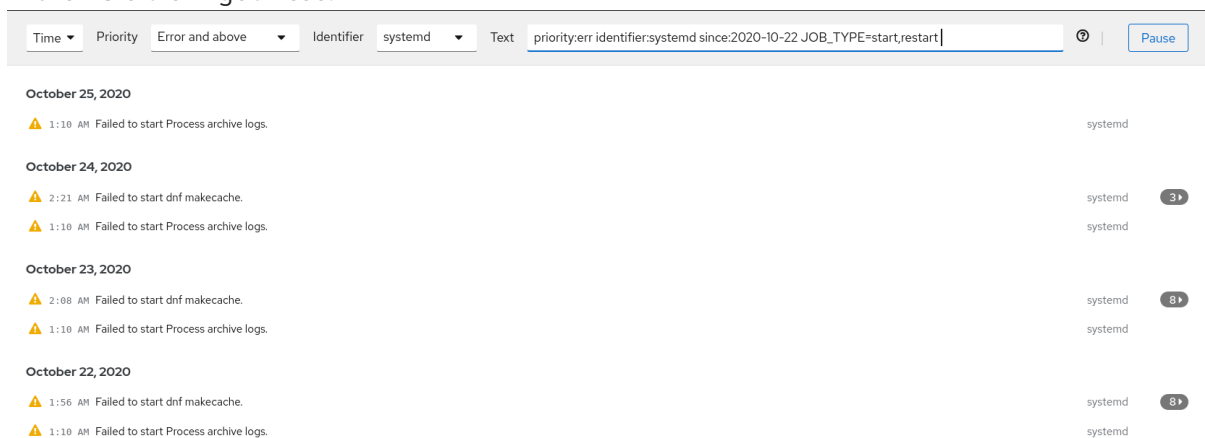 Time Priority Error and above Identifier systemd Text priority:err identifier:systemd since:2020-10-22 JOB_TYPE=start,restart Pause
October 25, 2020
1:10 AM Failed to start Process archive logs. systemd
October 24, 2020
2:21 AM Failed to start dnf makecache. systemd 3
1:10 AM Failed to start Process archive logs. systemd
October 23, 2020
2:08 AM Failed to start dnf makecache. systemd 8
1:10 AM Failed to start Process archive logs. systemd
October 22, 2020
1:56 AM Failed to start dnf makecache. systemd 8
1:10 AM Failed to start Process archive logs. systemd